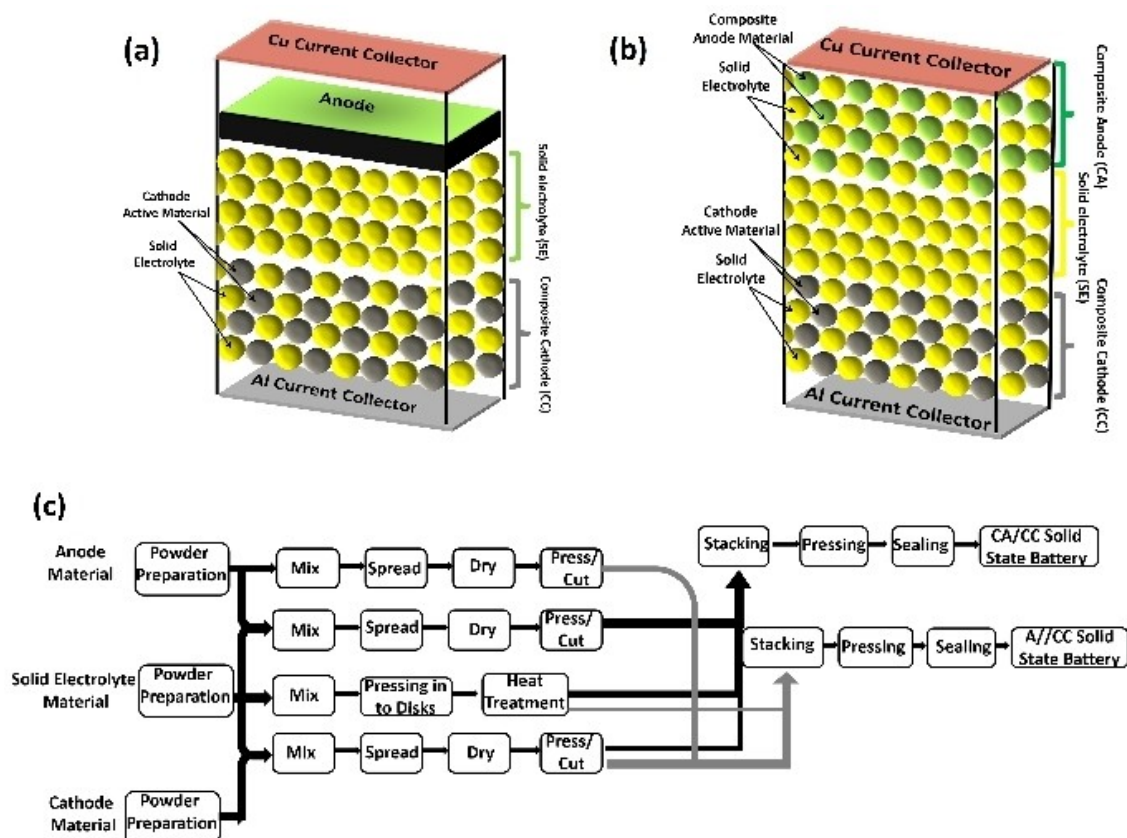 (a)
Cu Current Collector
Anode
Cathode
Active Material
Solid
Electrolyte
Solid electrolyte (SE)
Composite Cathode (CC)
Al Current Collector
(b)
Composite
Anode Material
Solid
Electrolyte
Cu Current Collector
Cathode
Active Material
Solid
Electrolyte
Composite Anode (CA)
Solid electrolyte (SE)
Composite Cathode (CC)
Al Current Collector
(c)
Anode
Material
Powder
Preparation
Mix
Spread
Dry
Press/
Cut
Stacking
Pressing
Sealing
CA/CC Solid
State Battery
Mix
Spread
Dry
Press/
Cut
Stacking
Pressing
Sealing
A//CC Solid
State Battery
Solid Electrolyte
Material
Powder
Preparation
Mix
Pressing in
to Disks
Heat
Treatment
Mix
Spread
Dry
Press/
Cut
Cathode
Material
Powder
Preparation